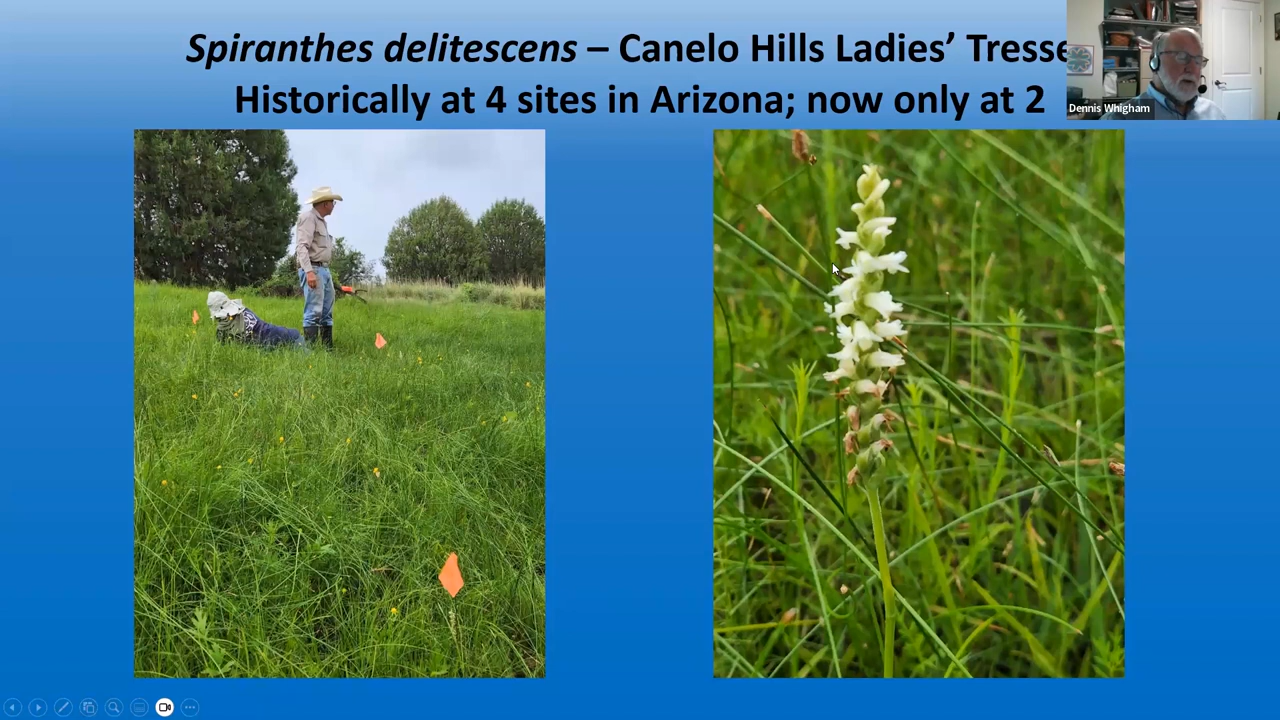 Spiranthes delitescens – Canelo Hills Ladies’ Tresse
Historically at 4 sites in Arizona; now only at 2
Dennis Whigham